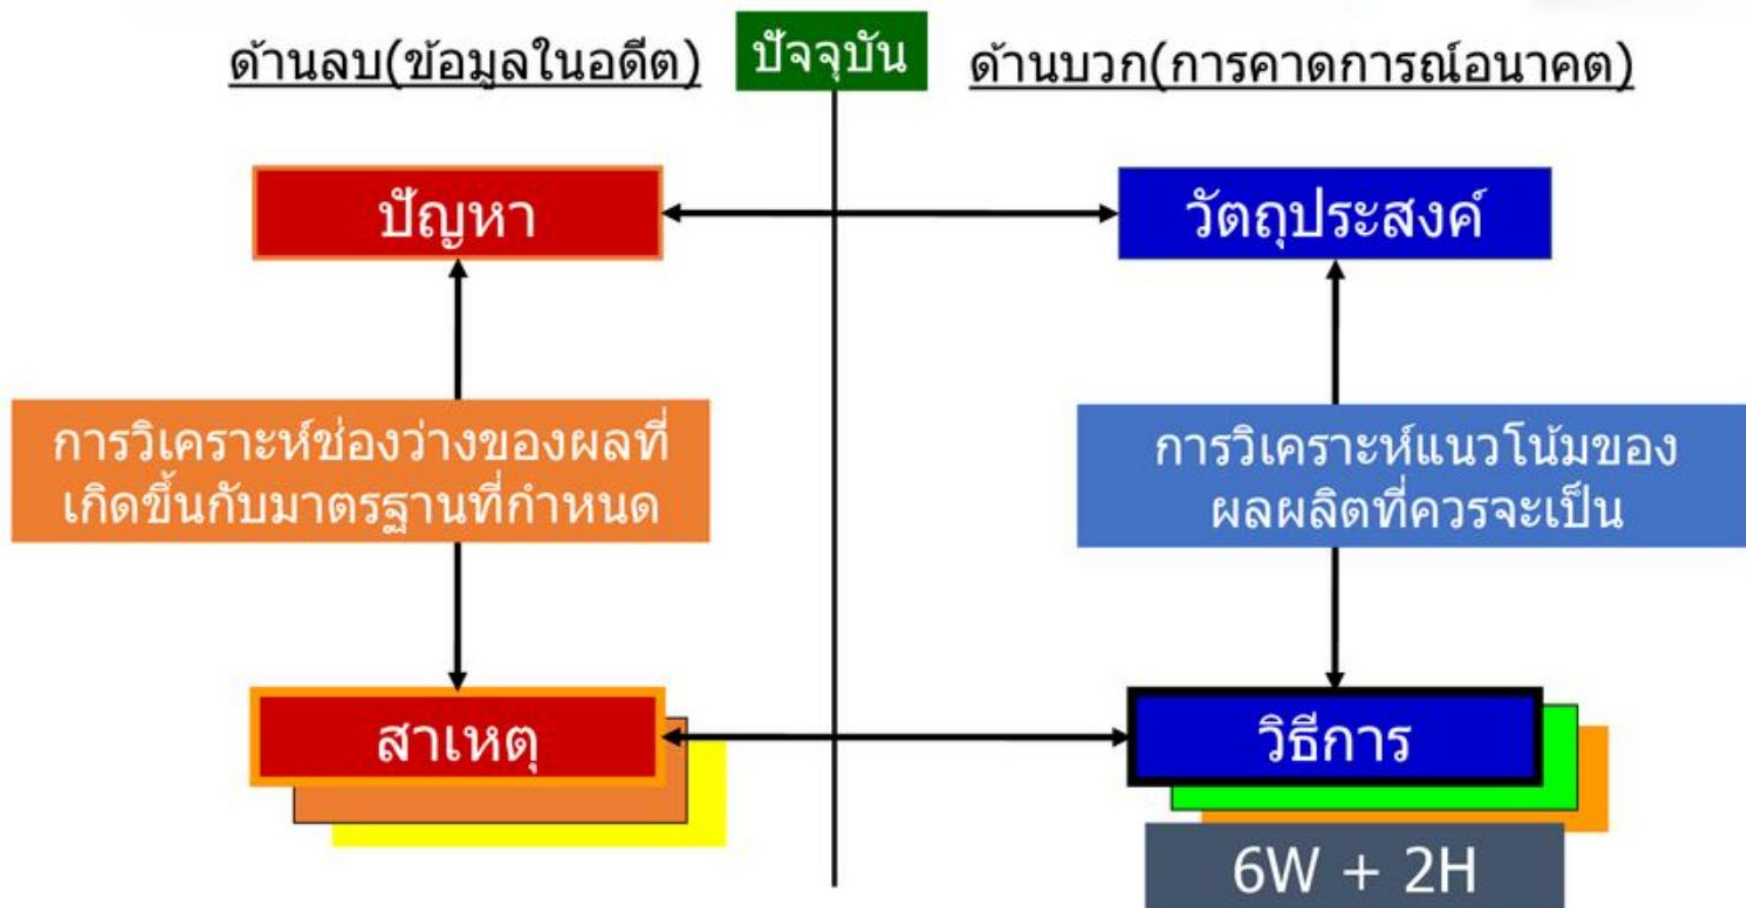 ด้านลบ(ข้อมูลในอดีต)
ปัจจุบัน
ด้านบวก(การคาดการณ์อนาคต)
ปัญหา
วัตถุประสงค์
การวิเคราะห์ช่องว่างของผลที่
เกิดขึ้นกับมาตรฐานที่กำหนด
การวิเคราะห์แนวโน้มของ
ผลผลิตที่ควรจะเป็น
สาเหตุ
วิธีการ
6W + 2H